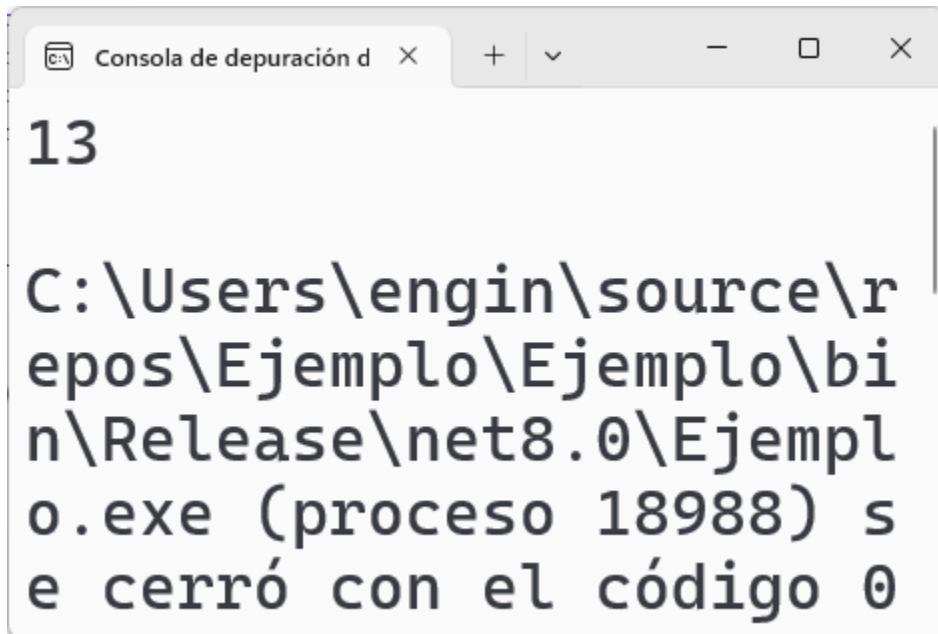 Consola de depuración d
13
C:\Users\engin\source\r
epos\Ejemplo\Ejemplo\bi
n\Release\net8.0\Ejempl
o.exe (proceso 18988) s
e cerró con el código 0